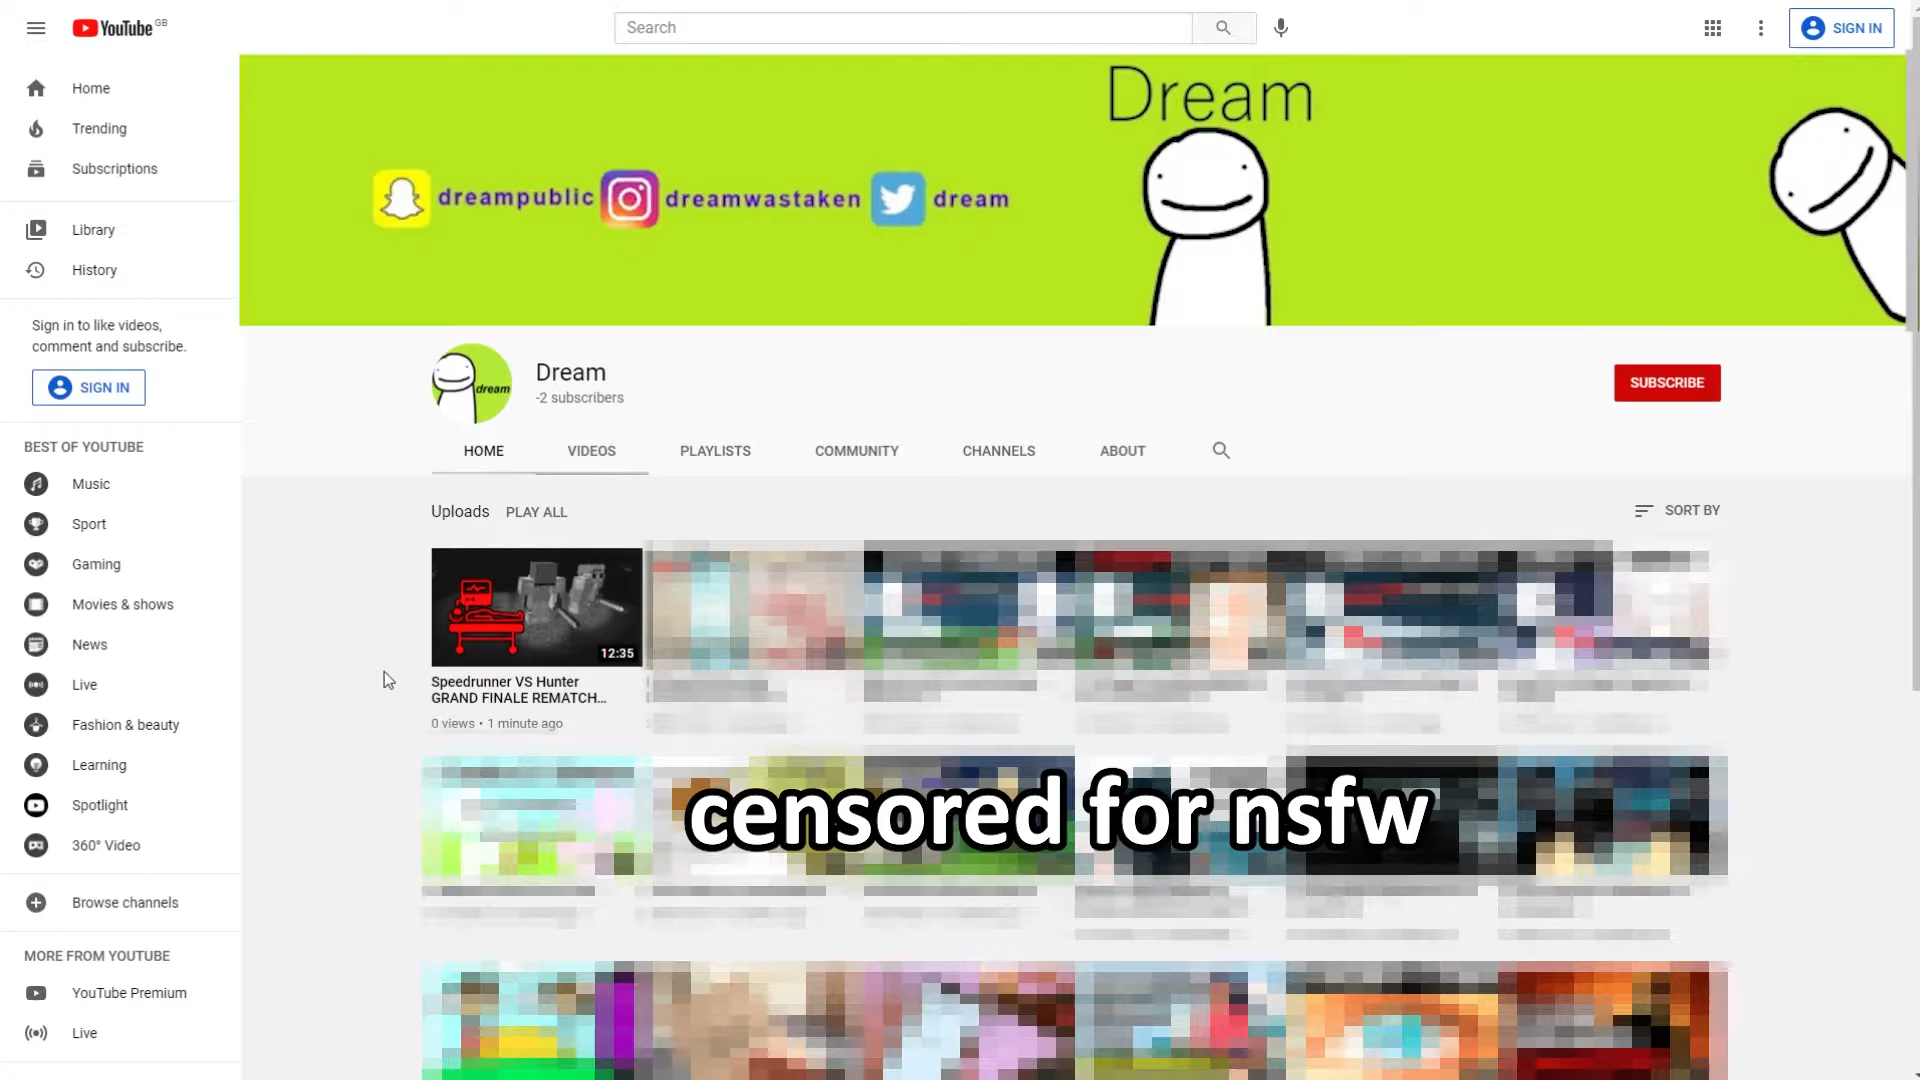 YouTube GB
Search
SIGN IN
Home
Trending
Subscriptions
Library
History
Sign in to like videos,
comment and subscribe.
SIGN IN
BEST OF YOUTUBE
Music
Sport
Gaming
Movies & shows
News
Live
Fashion & beauty
Learning
Spotlight
360° Video
Browse channels
MORE FROM YOUTUBE
YouTube Premium
Live
Dream
dreampublic dreamwastaken dream
dream
Dream
-2 subscribers
SUBSCRIBE
HOME VIDEOS PLAYLISTS COMMUNITY CHANNELS ABOUT
Uploads PLAY ALL
SORT BY
12:35
Speedrunner VS Hunter
GRAND FINALE REMATCH...
0 views • 1 minute ago
censored for nsfw